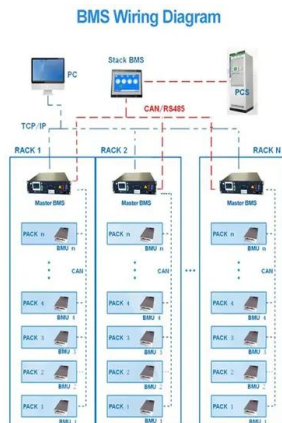 BMS Wiring Diagram
PC
Stack BMS
PCS
CAN/RS485
TCP/IP
RACK 1
RACK 2
RACK N
Master BMS
Master BMS
Master BMS
PACK n
BMU n
PACK n
BMU n
PACK n
BMU n
CAN
CAN
CAN
PACK 4
BMU 4
PACK 4
BMU 4
PACK 4
BMU 4
PACK 3
BMU 3
PACK 3
BMU 3
PACK 3
BMU 3
PACK 2
BMU 2
PACK 2
BMU 2
PACK 2
BMU 2
PACK 1
BMU 1
PACK 1
BMU 1
PACK 1
BMU 1